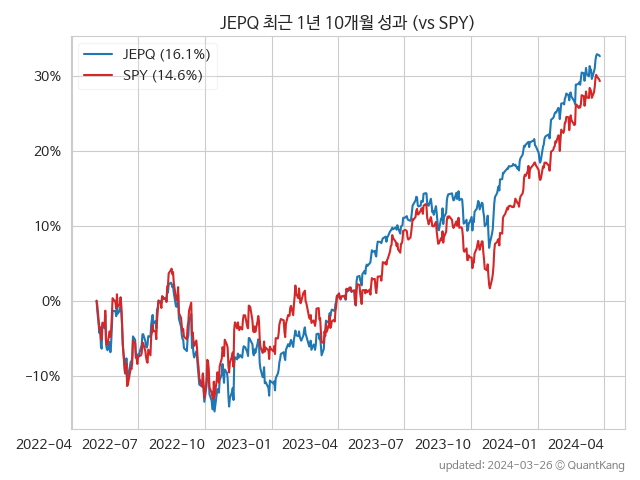 JEPQ 최근 1년 10개월 성과 (vs SPY)
JEPQ (16.1%)
SPY (14.6%)
30%
20%
10%
0%
−10%
2022-04 2022-07 2022-10 2023-01 2023-04 2023-07 2023-10 2024-01 2024-04
updated: 2024-03-26 © QuantKang